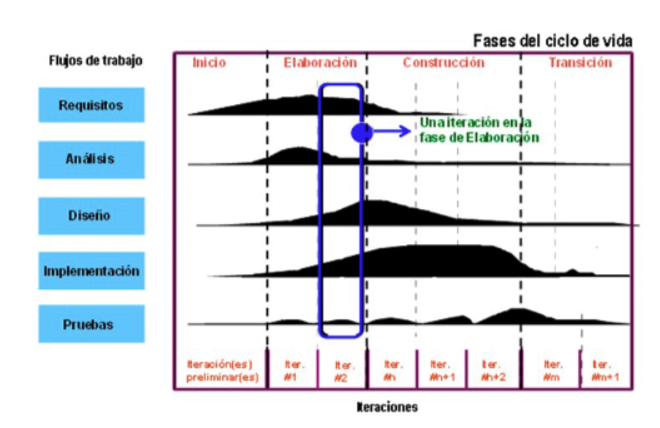 Fases del ciclo de vida
Flujos de trabajo
Inicio
Elaboración
Construcción
Transición
Requisitos
Una iteración en la
fase de Elaboración
Análisis
Diseño
Implementación
Pruebas
Iteración(es)
preliminar(es)
Iter.
#1
Iter.
#2
Iter.
#n
Iter.
#n+1
Iter.
#n+2
Iter.
#m
Iter.
#m+1
Iteraciones